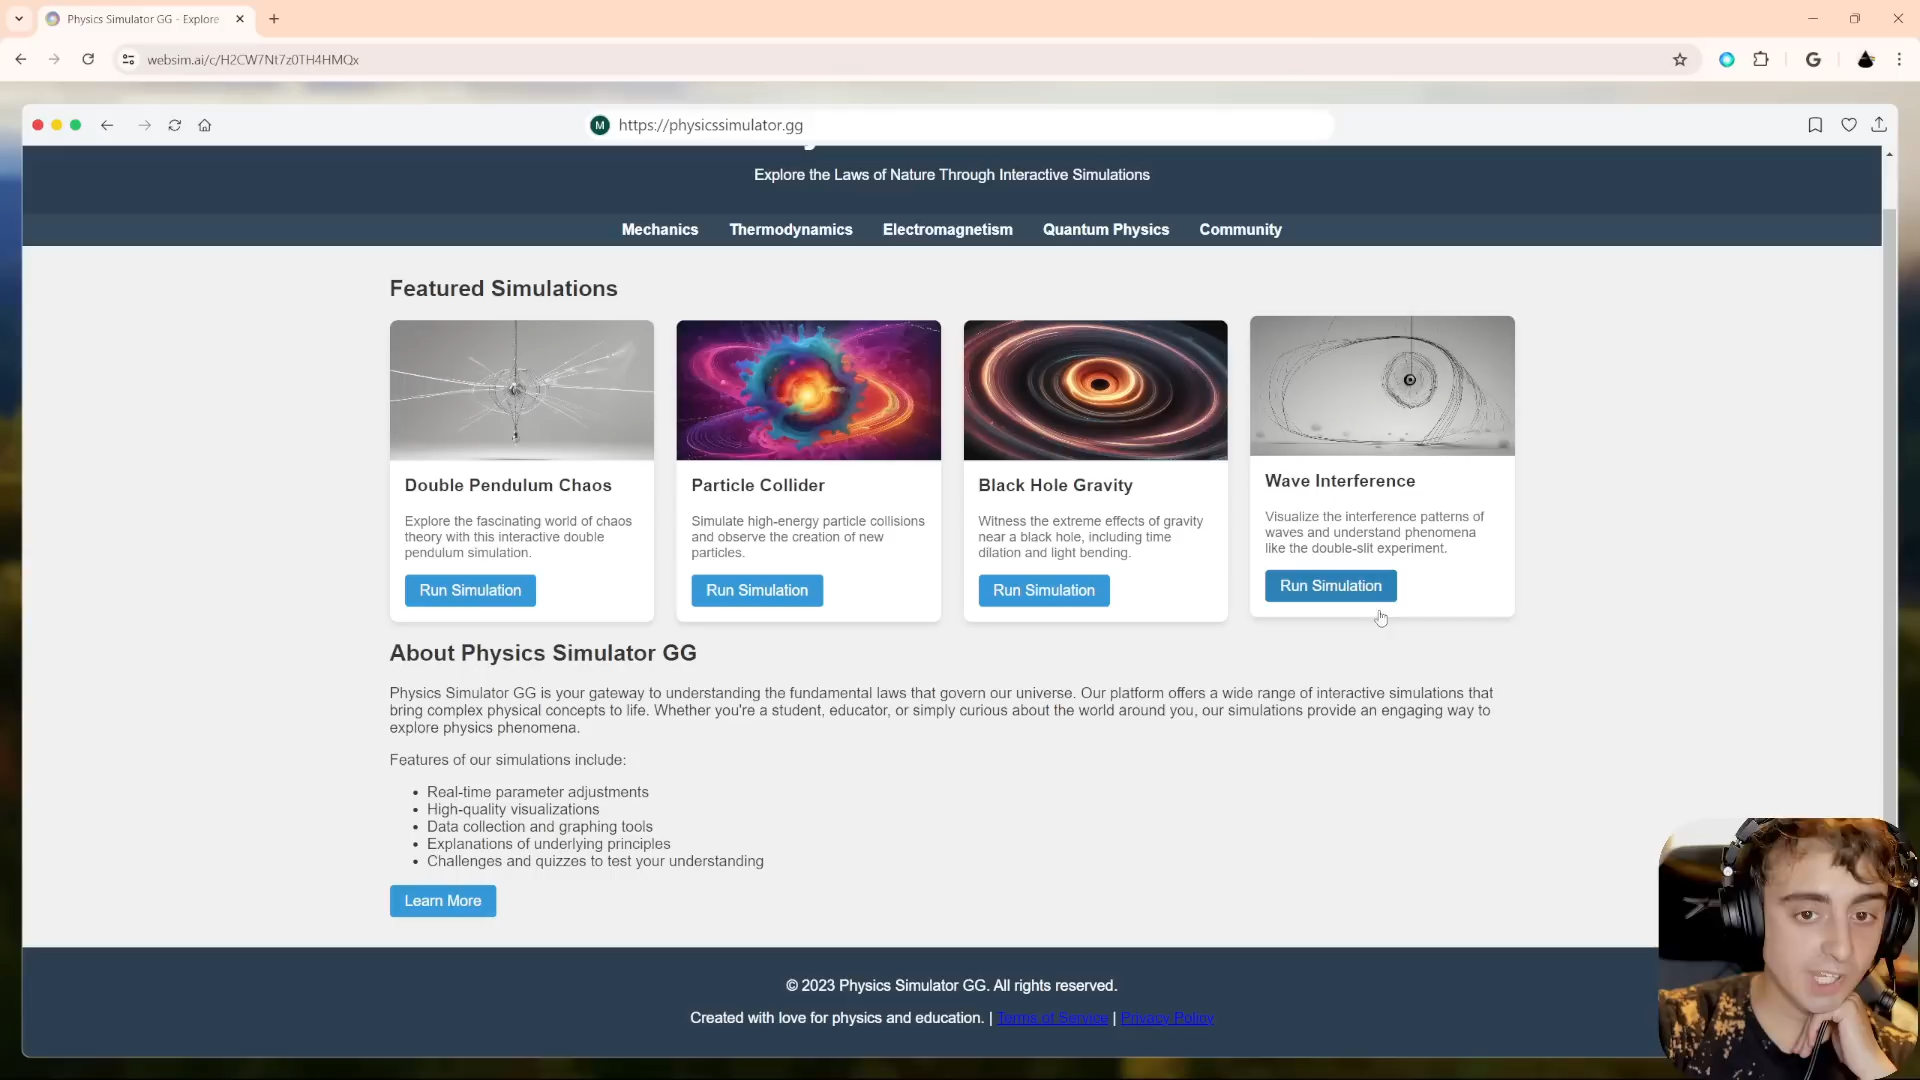 Physics Simulator GG - Explore
websim.ai/c/H2CW7Nt7z0TH4HMQx
M https://physicssimulator.gg
Explore the Laws of Nature Through Interactive Simulations
Mechanics Thermodynamics Electromagnetism Quantum Physics Community
Featured Simulations
Double Pendulum Chaos
Explore the fascinating world of chaos
theory with this interactive double
pendulum simulation.
Run Simulation
Particle Collider
Simulate high-energy particle collisions
and observe the creation of new
particles.
Run Simulation
Black Hole Gravity
Witness the extreme effects of gravity
near a black hole, including time
dilation and light bending.
Run Simulation
Wave Interference
Visualize the interference patterns of
waves and understand phenomena
like the double-slit experiment.
Run Simulation
About Physics Simulator GG
Physics Simulator GG is your gateway to understanding the fundamental laws that govern our universe. Our platform offers a wide range of interactive simulations that
bring complex physical concepts to life. Whether you're a student, educator, or simply curious about the world around you, our simulations provide an engaging way to
explore physics phenomena.
Features of our simulations include:
• Real-time parameter adjustments
• High-quality visualizations
• Data collection and graphing tools
• Explanations of underlying principles
• Challenges and quizzes to test your understanding
Learn More
© 2023 Physics Simulator GG. All rights reserved.
Created with love for physics and education. | Terms of Service | Privacy Policy